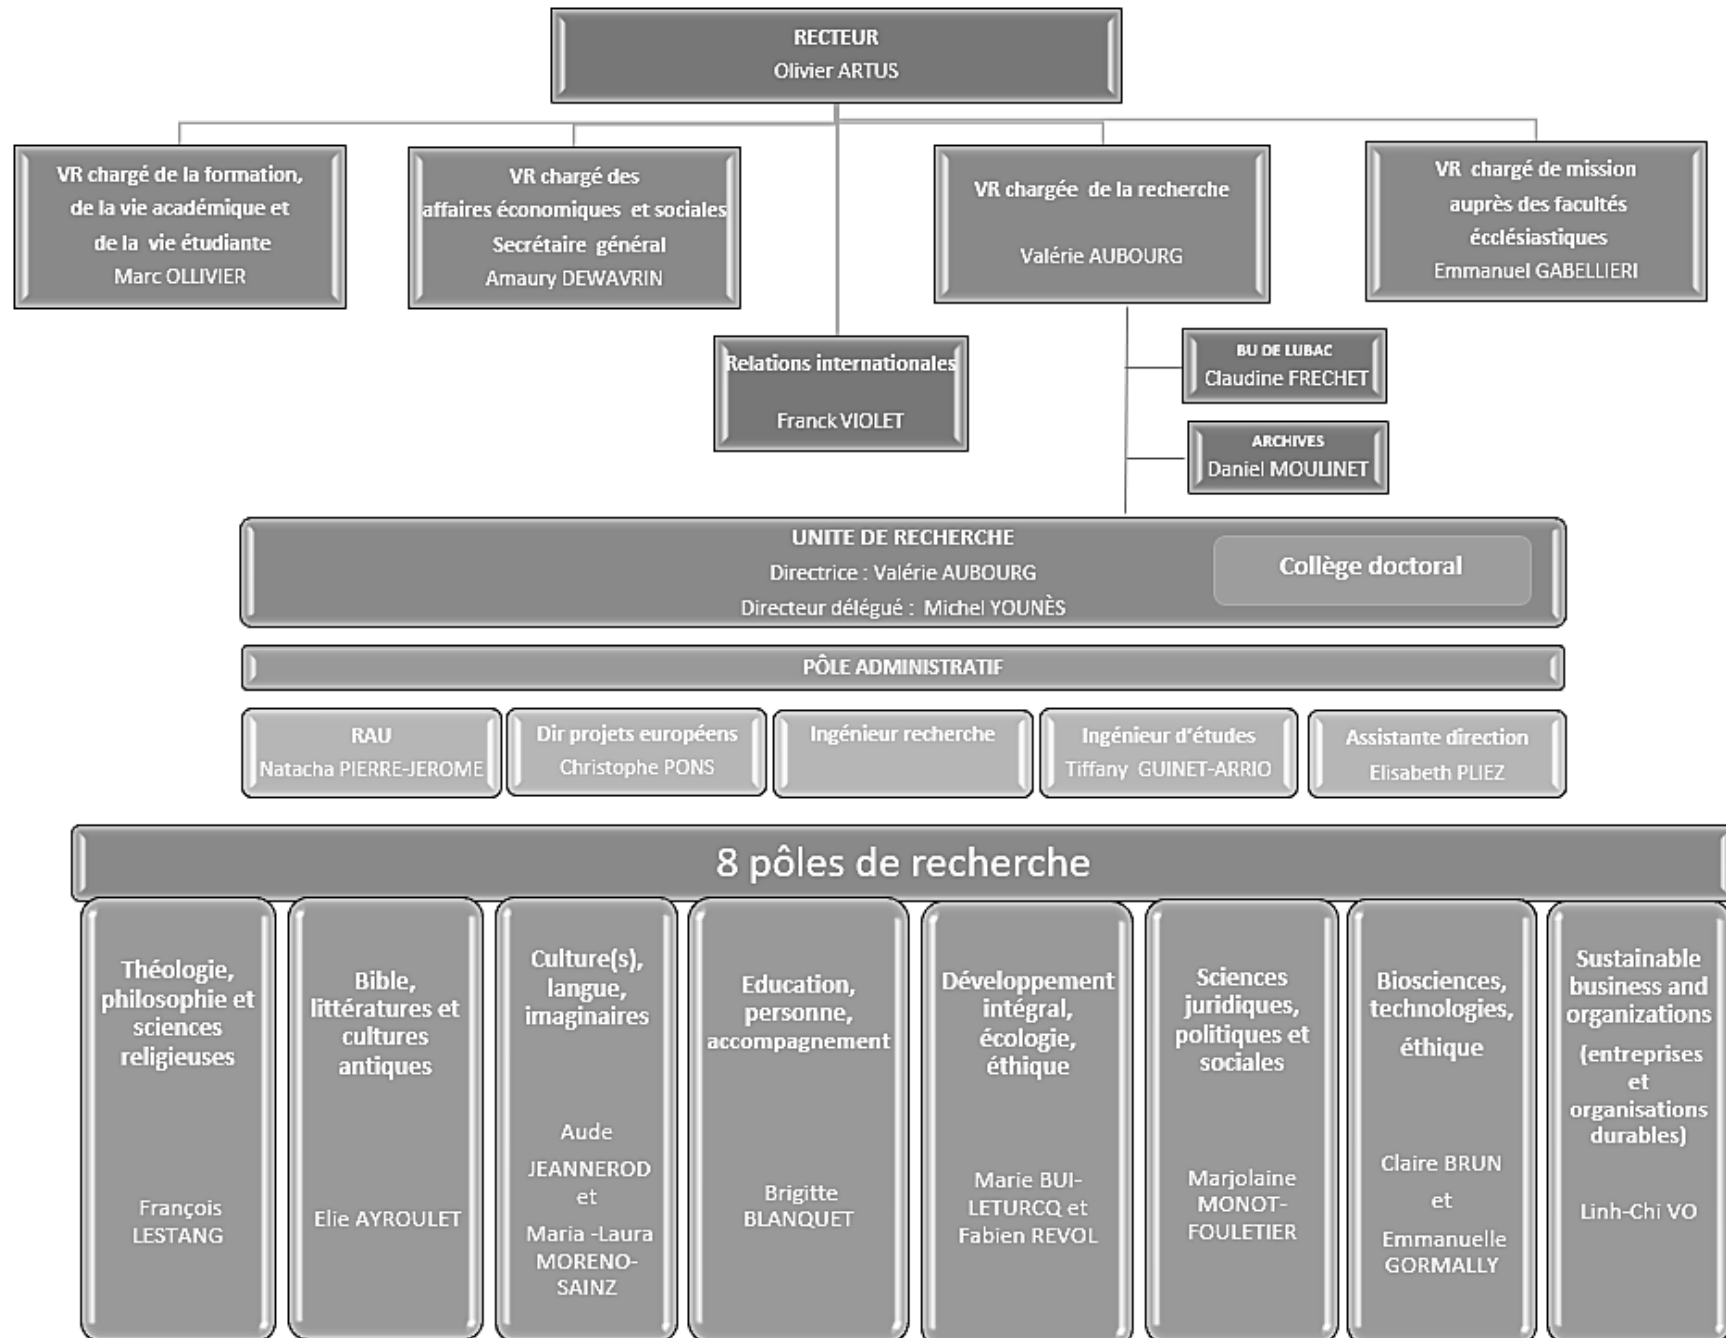 RECTEUR
Olivier ARTUS
VR chargé de la formation,
de la vie académique et
de la vie étudiante
Marc OLLIVIER
VR chargé des
affaires économiques et sociales
Secrétaire général
Amaury DEWAVRIN
VR chargée de la recherche
Valérie AUBOURG
VR chargé de mission
auprès des facultés
écclésiastiques
Emmanuel GABELLIERI
Relations internationales
Franck VIOLET
BU DE LUBAC
Claudine FRECHET
ARCHIVES
Daniel MOULINET
UNITE DE RECHERCHE
Directrice : Valérie AUBOURG
Directeur délégué : Michel YOUNÈS
Collège doctoral
PÔLE ADMINISTRATIF
RAU
Natacha PIERRE-JEROME
Dir projets européens
Christophe PONS
Ingénieur recherche
Ingénieur d'études
Tiffany GUINET-ARRIO
Assistante direction
Elisabeth PLIEZ
8 pôles de recherche
Théologie,
philosophie et
sciences
religieuses
François
LESTANG
Bible,
littératures et
cultures
antiques
Elie AYROULET
Culture(s),
langue,
imaginaires
Aude
JEANNEROD
et
Maria -Laura
MORENO-
SAINZ
Education,
personne,
accompagnement
Brigitte
BLANQUET
Développement
intégral,
écologie,
éthique
Marie BUI-
LETURCQ et
Fabien REVOL
Sciences
juridiques,
politiques et
sociales
Marjolaine
MONOT-
FOULETIER
Biosciences,
technologies,
éthique
Claire BRUN
et
Emmanuelle
GORMALLY
Sustainable
business and
organizations
(entreprises
et
organisations
durables)
Linh-Chi VO